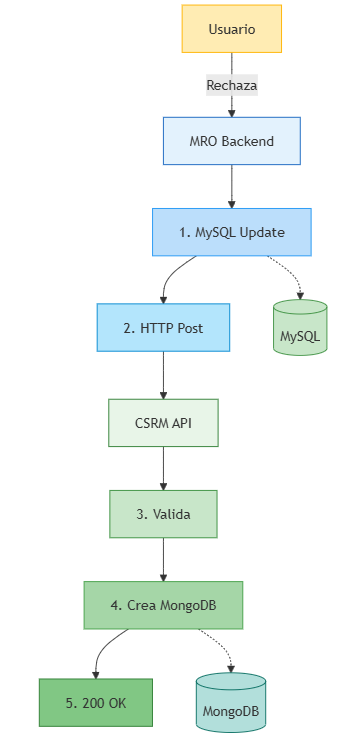 Usuario
Rechaza
MRO Backend
1. MySQL Update
2. HTTP Post
MySQL
CSRM API
3. Valida
4. Crea MongoDB
5. 200 OK
MongoDB